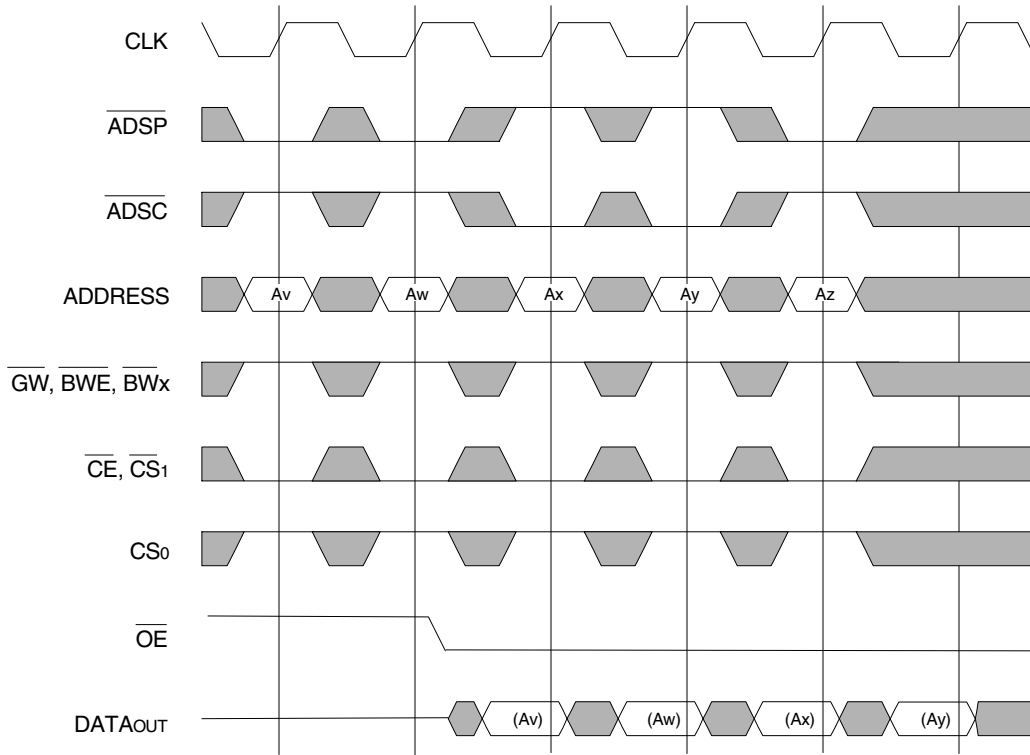 CLK
ADSP
ADSC
ADDRESS Av Aw Ax Ay Az
GW, BWE, BWx
CE, CS1
CS0
OE
DATAOUT (Av) (Aw) (Ax) (Ay)